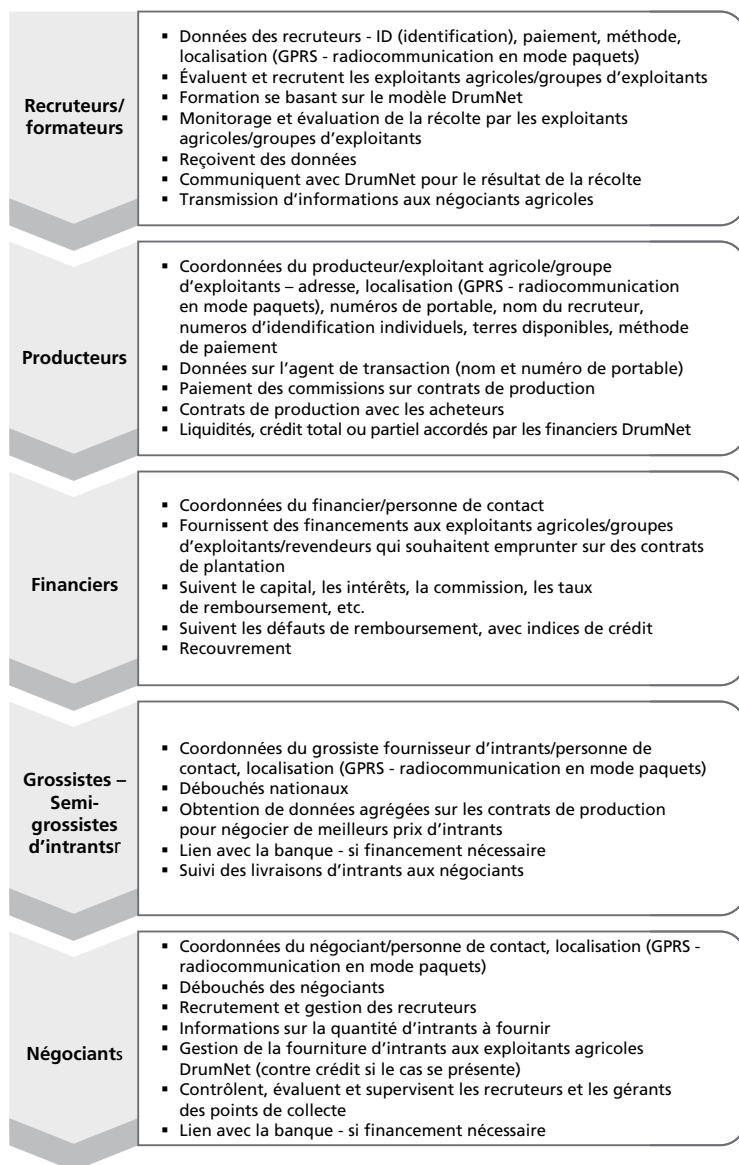 Recruteurs/
formateurs
▪ Données des recruteurs - ID (identification), paiement, méthode,
localisation (GPRS - radiocommunication en mode paquets)
▪ Évaluent et recrutent les exploitants agricoles/groupes d’exploitants
▪ Formation se basant sur le modèle DrumNet
▪ Monitorage et évaluation de la récolte par les exploitants
agricoles/groupes d’exploitants
▪ Reçoivent des données
▪ Communiquent avec DrumNet pour le résultat de la récolte
▪ Transmission d’informations aux négociants agricoles
Producteurs
▪ Coordonnées du producteur/exploitant agricole/groupe
d’exploitants – adresse, localisation (GPRS - radiocommunication
en mode paquets), numéros de portable, nom du recruteur,
numeros d’idendification individuels, terres disponibles, méthode
de paiement
▪ Données sur l’agent de transaction (nom et numéro de portable)
▪ Paiement des commissions sur contrats de production
▪ Contrats de production avec les acheteurs
▪ Liquidités, crédit total ou partiel accordés par les financiers DrumNet
Financiers
▪ Coordonnées du financier/personne de contact
▪ Fournissent des financements aux exploitants agricoles/groupes
d’exploitants/revendeurs qui souhaitent emprunter sur des contrats
de plantation
▪ Suivent le capital, les intérêts, la commission, les taux
de remboursement, etc.
▪ Suivent les défauts de remboursement, avec indices de crédit
▪ Recouvrement
Grossistes –
Semi-
grossistes
d’intrantsr
▪ Coordonnées du grossiste fournisseur d’intrants/personne de
contact, localisation (GPRS - radiocommunication en mode paquets)
▪ Débouchés nationaux
▪ Obtention de données agrégées sur les contrats de production
pour négocier de meilleurs prix d’intrants
▪ Lien avec la banque - si financement nécessaire
▪ Suivi des livraisons d’intrants aux négociants
Négociants
▪ Coordonnées du négociant/personne de contact, localisation (GPRS -
radiocommunication en mode paquets)
▪ Débouchés des négociants
▪ Recrutement et gestion des recruteurs
▪ Informations sur la quantité d’intrants à fournir
▪ Gestion de la fourniture d’intrants aux exploitants agricoles
DrumNet (contre crédit si le cas se présente)
▪ Contrôlent, évaluent et supervisent les recruteurs et les gérants
des points de collecte
▪ Lien avec la banque - si financement nécessaire